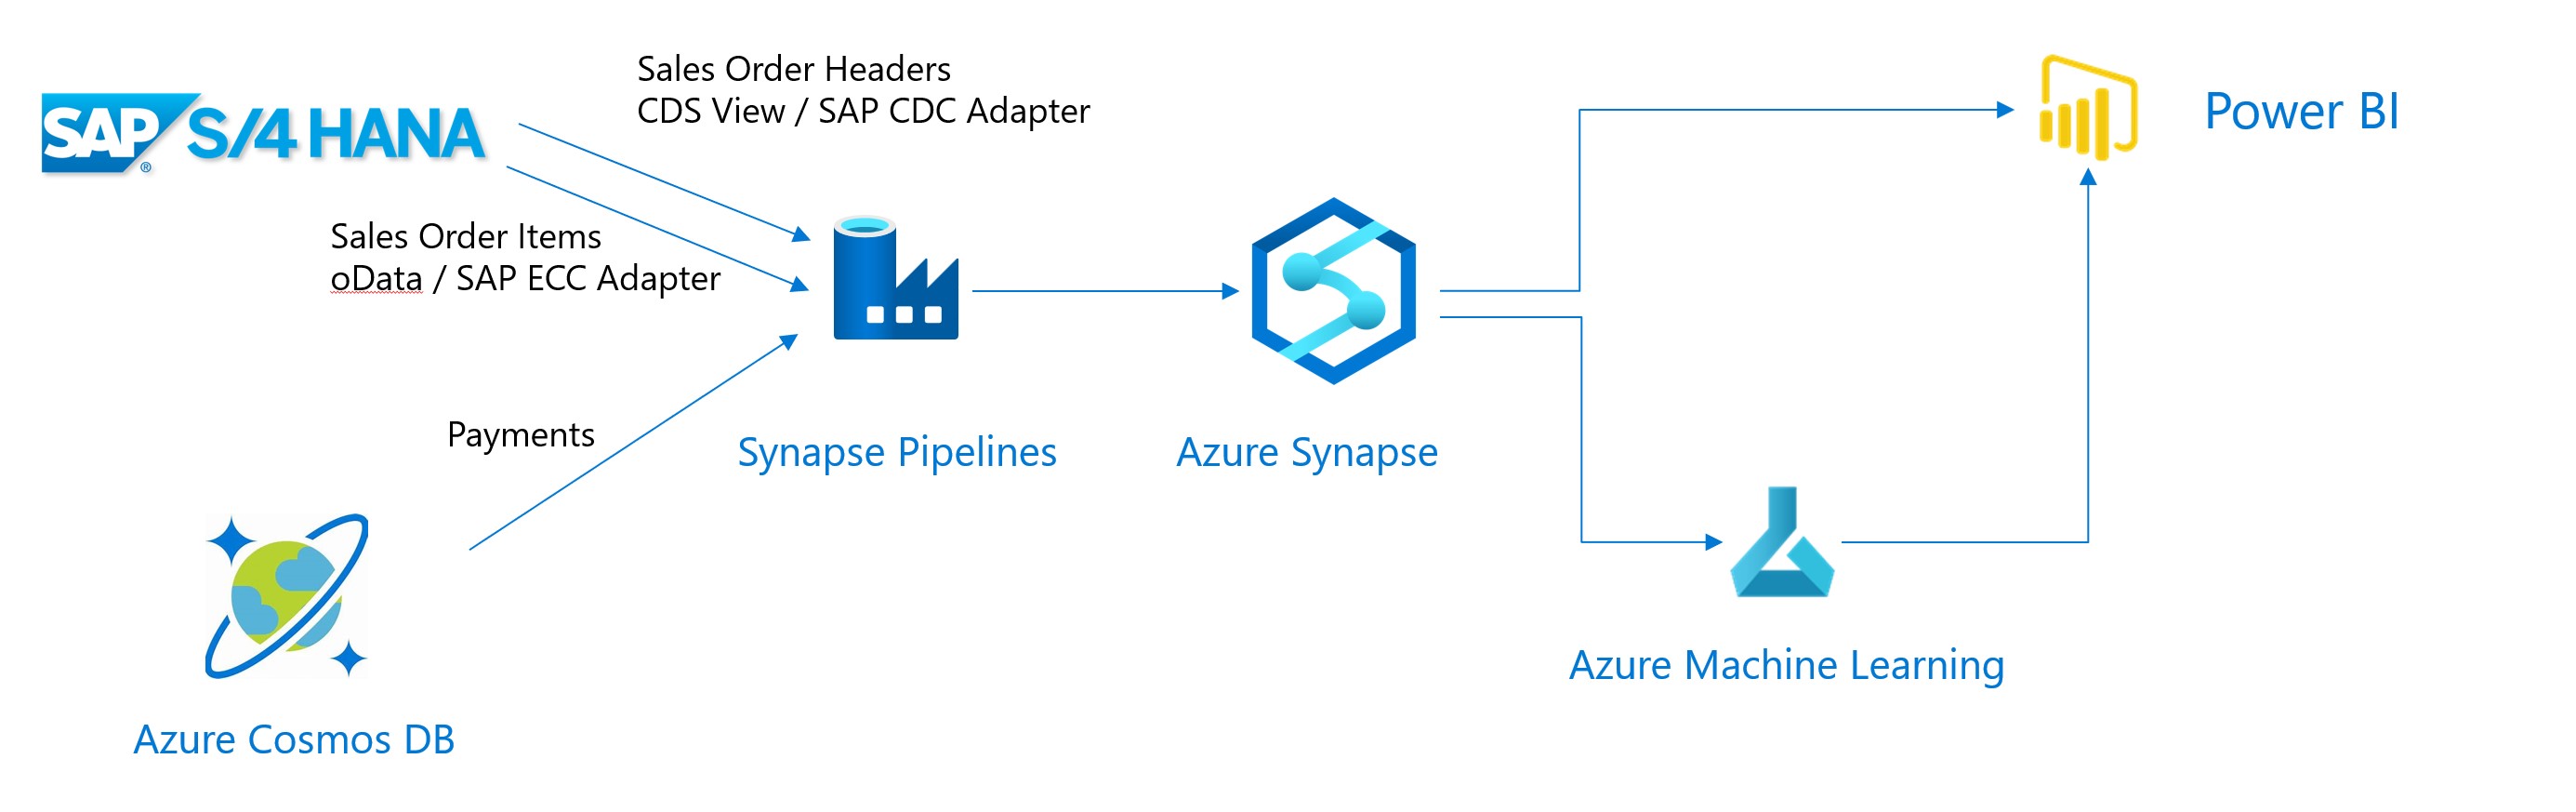 Sales Order Headers
CDS View / SAP CDC Adapter
SAP ® S/4 HANA
Power BI
Sales Order Items
oData / SAP ECC Adapter
Payments
Synapse Pipelines
Azure Synapse
Azure Machine Learning
Azure Cosmos DB